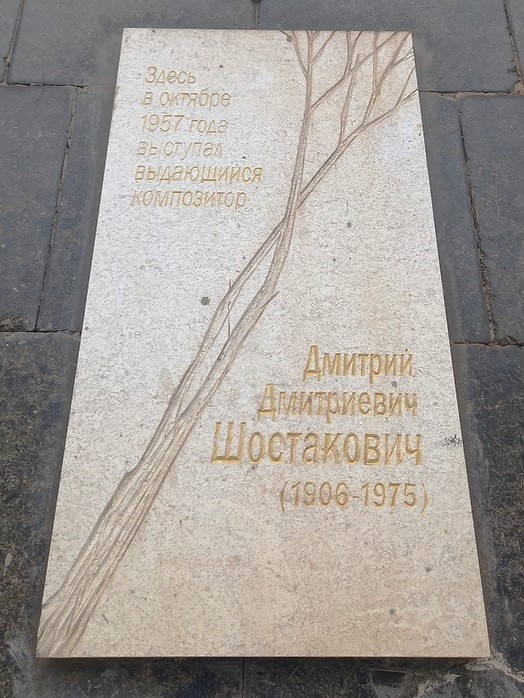 Здесь
в октябре
1957 года
выступал
выдающийся
композитор
Дмитрий
Дмитриевич
Шостакович
(1906-1975)